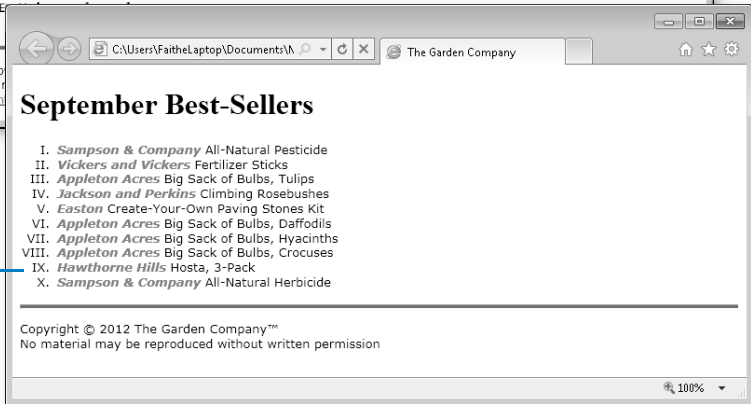 C:\Users\FaitheLaptop\Documents\
The Garden Company
September Best-Sellers
I. Sampson & Company All-Natural Pesticide
II. Vickers and Vickers Fertilizer Sticks
III. Appleton Acres Big Sack of Bulbs, Tulips
IV. Jackson and Perkins Climbing Rosebushes
V. Easton Create-Your-Own Paving Stones Kit
VI. Appleton Acres Big Sack of Bulbs, Daffodils
VII. Appleton Acres Big Sack of Bulbs, Hyacinths
VIII. Appleton Acres Big Sack of Bulbs, Crocuses
IX. Hawthorne Hills Hosta, 3-Pack
X. Sampson & Company All-Natural Herbicide
Copyright © 2012 The Garden Company™
No material may be reproduced without written permission
100%